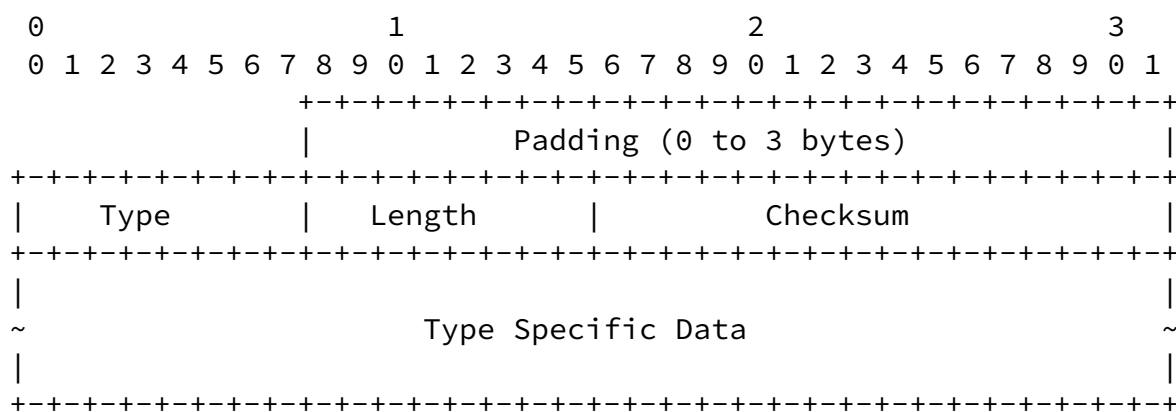 0                   1                   2                   3
 0 1 2 3 4 5 6 7 8 9 0 1 2 3 4 5 6 7 8 9 0 1 2 3 4 5 6 7 8 9 0 1
                +-+-+-+-+-+-+-+-+-+-+-+-+-+-+-+-+-+-+-+-+-+-+-+-+
                |           Padding (0 to 3 bytes)              |
+-+-+-+-+-+-+-+-+-+-+-+-+-+-+-+-+-+-+-+-+-+-+-+-+-+-+-+-+-+-+-+-+
|    Type       |   Length      |         Checksum              |
+-+-+-+-+-+-+-+-+-+-+-+-+-+-+-+-+-+-+-+-+-+-+-+-+-+-+-+-+-+-+-+-+
|                                                               |
~                      Type Specific Data                       ~
|                                                               |
+-+-+-+-+-+-+-+-+-+-+-+-+-+-+-+-+-+-+-+-+-+-+-+-+-+-+-+-+-+-+-+-+